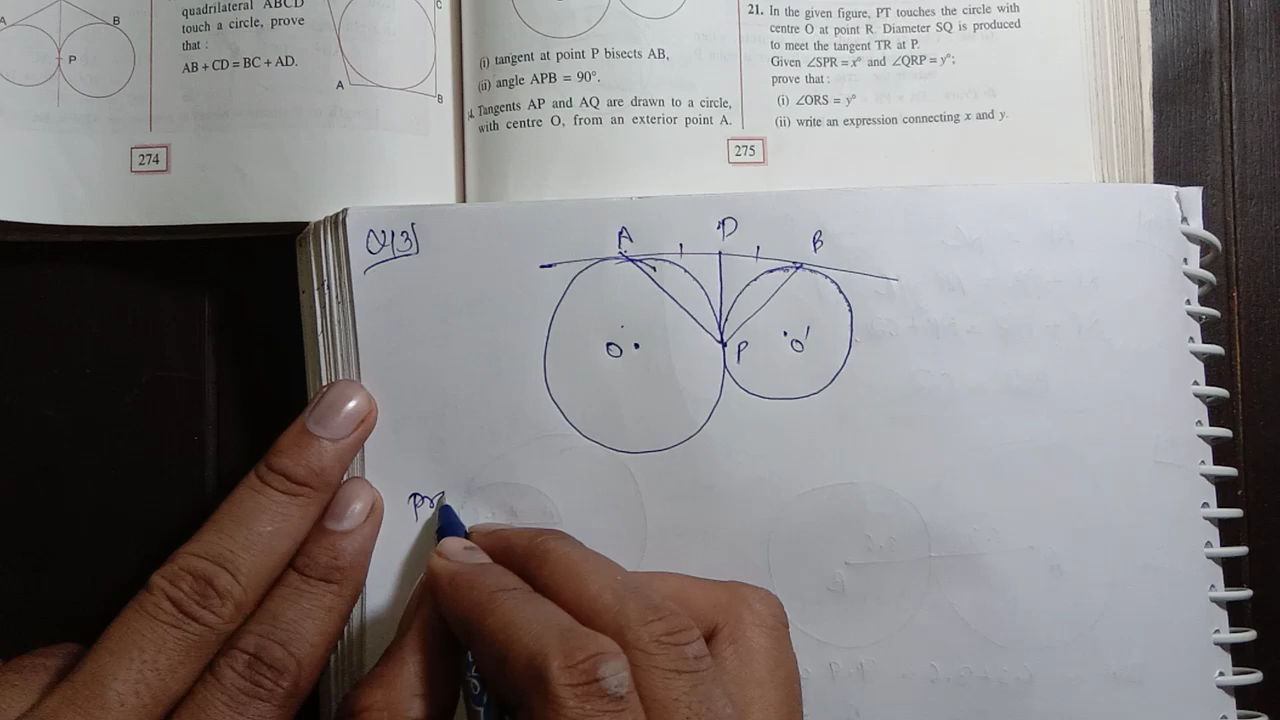 A
B
P
quadrilateral ABCD
touch a circle, prove
that :
AB + CD = BC + AD.
C
A
B
274
(i) tangent at point P bisects AB,
(ii) angle APB = 90°.
Tangents AP and AQ are drawn to a circle,
with centre O, from an exterior point A.
275
21. In the given figure, PT touches the circle with
centre O at point R. Diameter SQ is produced
to meet the tangent TR at P.
Given ∠SPR = x° and ∠QRP = y°;
prove that :
(i) ∠ORS = y°
(ii) write an expression connecting x and y.
Q13]
A
D
B
O
P
O'